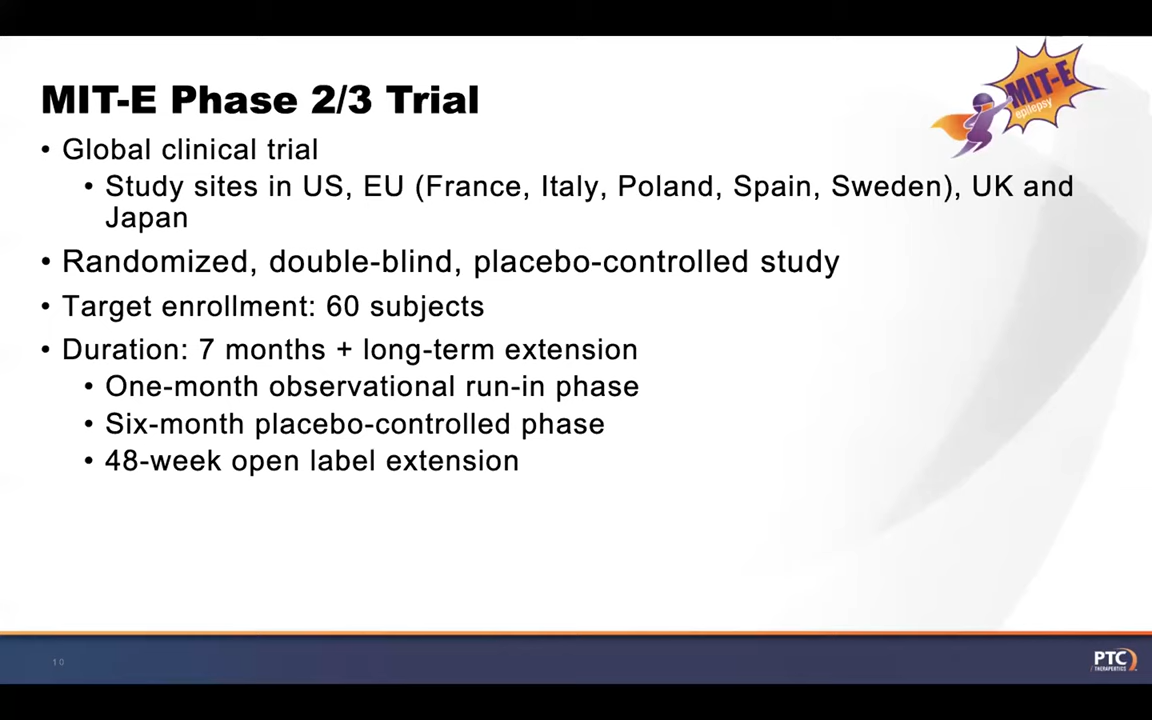 MIT-E Phase 2/3 Trial
MIT-E
epilepsy
• Global clinical trial
• Study sites in US, EU (France, Italy, Poland, Spain, Sweden), UK and
Japan
• Randomized, double-blind, placebo-controlled study
• Target enrollment: 60 subjects
• Duration: 7 months + long-term extension
• One-month observational run-in phase
• Six-month placebo-controlled phase
• 48-week open label extension
10
PTC
THERAPEUTICS